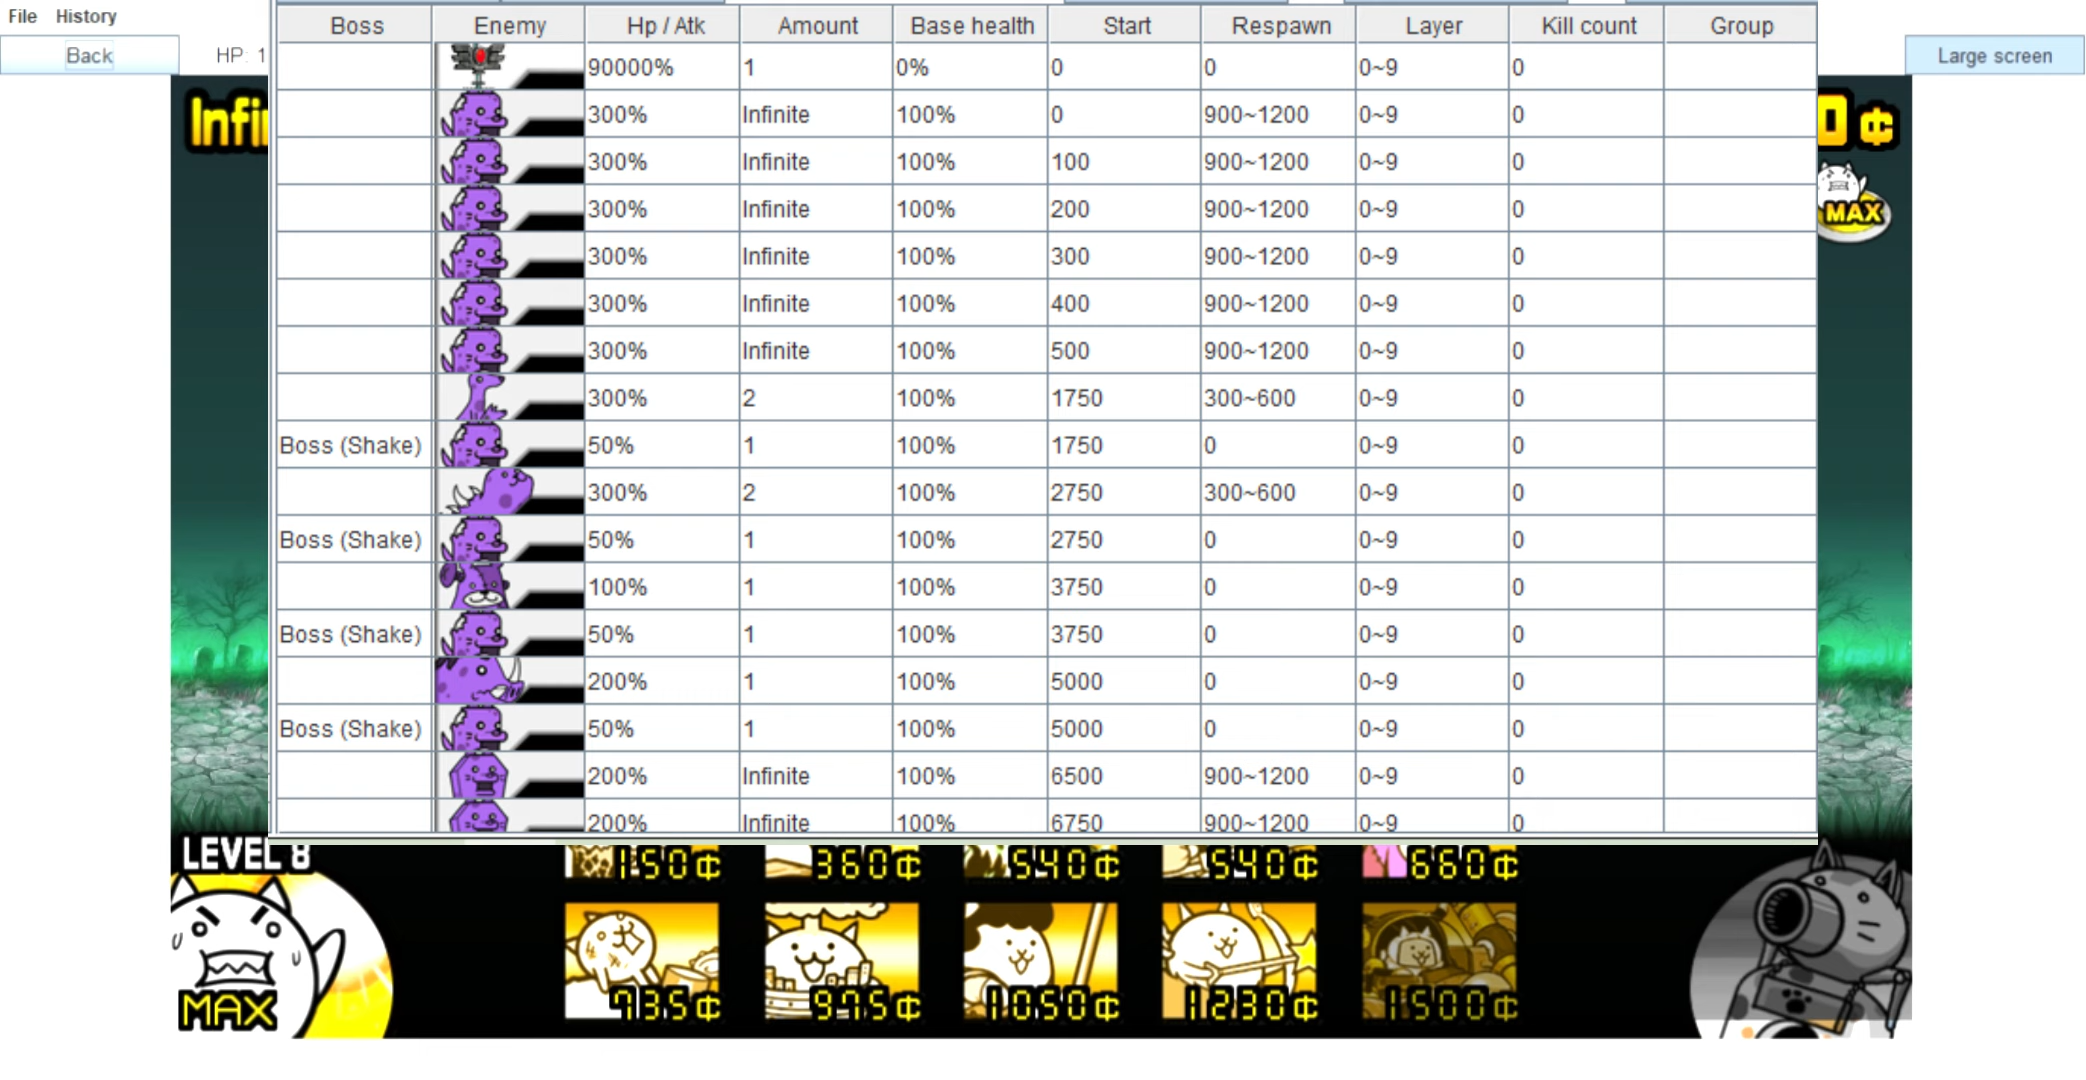 File History
Back
HP: 1
Large screen
Boss Enemy Hp / Atk Amount Base health Start Respawn Layer Kill count Group
90000% 1 0% 0 0 0~9 0
300% Infinite 100% 0 900~1200 0~9 0
300% Infinite 100% 100 900~1200 0~9 0
300% Infinite 100% 200 900~1200 0~9 0
300% Infinite 100% 300 900~1200 0~9 0
300% Infinite 100% 400 900~1200 0~9 0
300% Infinite 100% 500 900~1200 0~9 0
300% 2 100% 1750 300~600 0~9 0
Boss (Shake) 50% 1 100% 1750 0 0~9 0
300% 2 100% 2750 300~600 0~9 0
Boss (Shake) 50% 1 100% 2750 0 0~9 0
100% 1 100% 3750 0 0~9 0
Boss (Shake) 50% 1 100% 3750 0 0~9 0
200% 1 100% 5000 0 0~9 0
Boss (Shake) 50% 1 100% 5000 0 0~9 0
200% Infinite 100% 6500 900~1200 0~9 0
200% Infinite 100% 6750 900~1200 0~9 0
Infi
0¢
MAX
LEVEL 8
150¢ 360¢ 540¢ 540¢ 660¢
MAX
735¢ 975¢ 1050¢ 1230¢ 1500¢